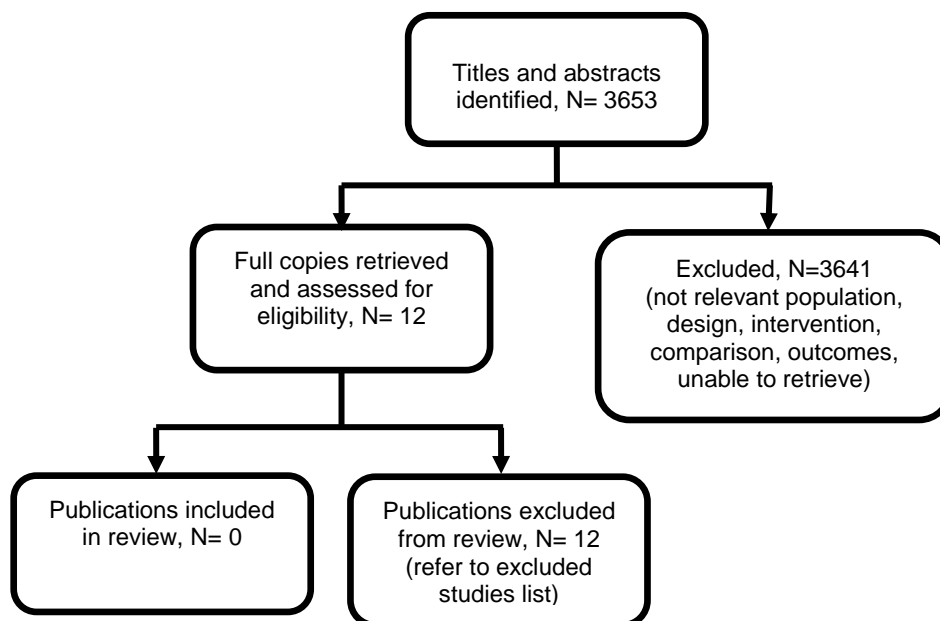 Titles and abstracts
identified, N= 3653
Full copies retrieved
and assessed for
eligibility, N= 12
Excluded, N=3641
(not relevant population,
design, intervention,
comparison, outcomes,
unable to retrieve)
Publications included
in review, N= 0
Publications excluded
from review, N= 12
(refer to excluded
studies list)